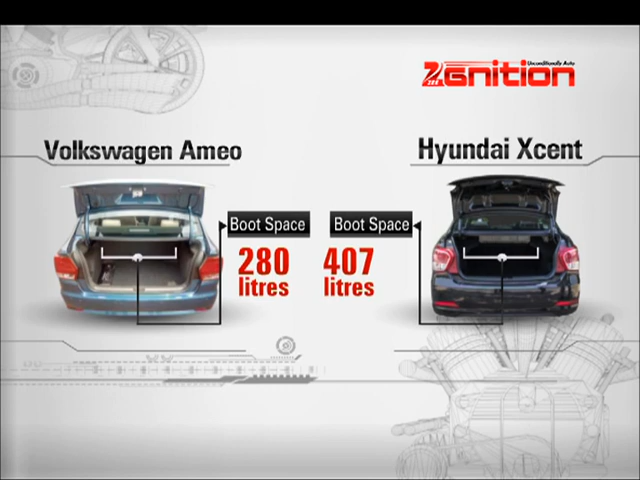 Unconditionally Auto
Zignition
Volkswagen Ameo
Hyundai Xcent
Boot Space
Boot Space
280
litres
407
litres